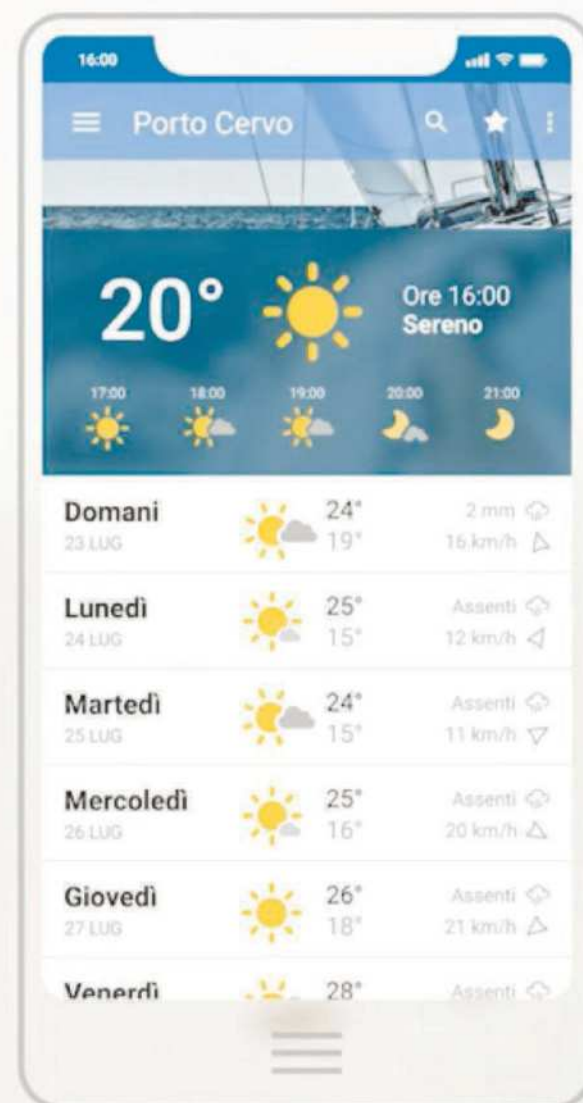 16:00
Porto Cervo
20°
Ore 16:00
Sereno
17:00 18:00 19:00 20:00 21:00
Domani 24° 2 mm
23 LUG 19° 16 km/h
Lunedì 25° Assenti
24 LUG 15° 12 km/h
Martedì 24° Assenti
25 LUG 15° 11 km/h
Mercoledì 25° Assenti
26 LUG 16° 20 km/h
Giovedì 26° Assenti
27 LUG 18° 21 km/h
Venerdì 28° Assenti